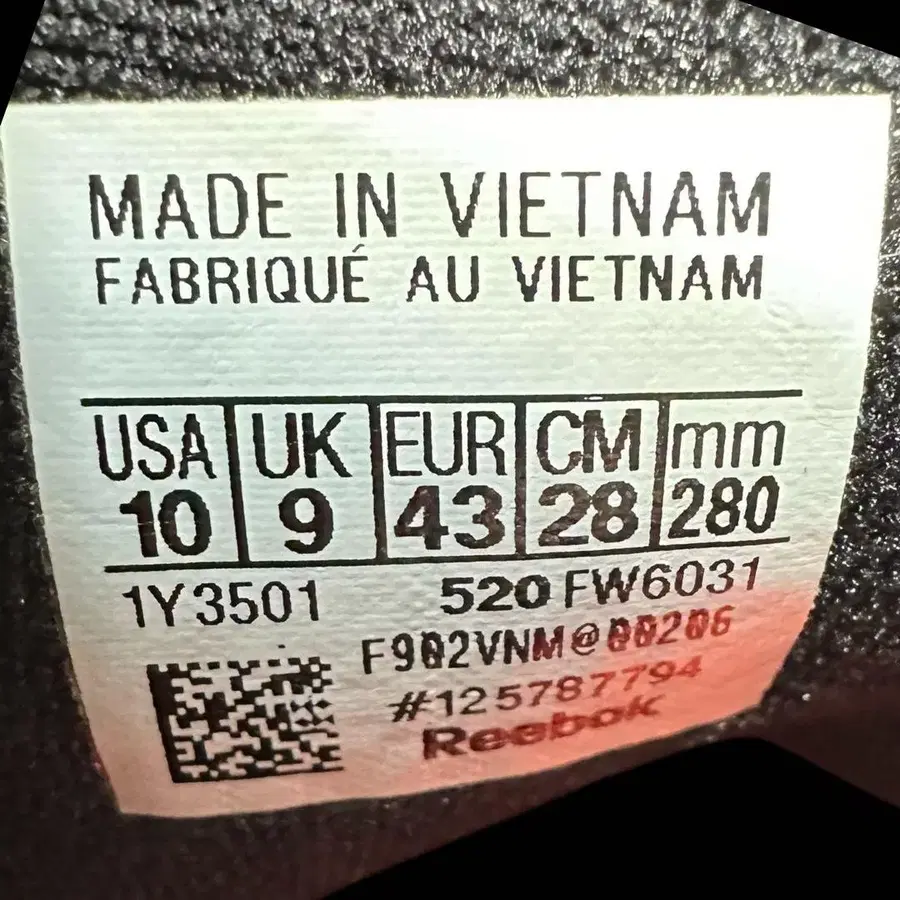 MADE IN VIETNAM
FABRIQUÉ AU VIETNAM
USA UK EUR CM mm
10 9 43 28 280
1Y3501 520 FW6031
F902VNM@00206
#125787794
Reebok